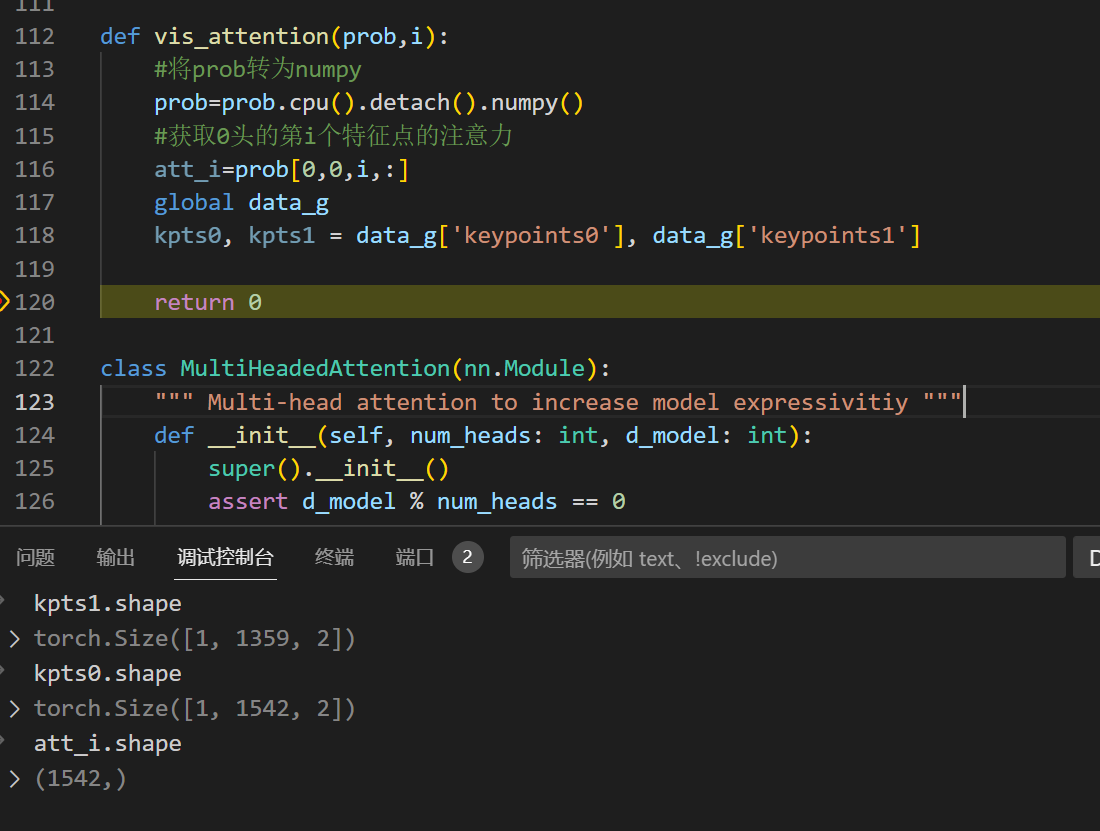 111
112 def vis_attention(prob,i):
113 #将prob转为numpy
114 prob=prob.cpu().detach().numpy()
115 #获取0头的第i个特征点的注意力
116 att_i=prob[0,0,i,:]
117 global data_g
118 kpts0, kpts1 = data_g['keypoints0'], data_g['keypoints1']
119
120 return 0
121
122 class MultiHeadedAttention(nn.Module):
123 """ Multi-head attention to increase model expressivitiy """
124 def __init__(self, num_heads: int, d_model: int):
125 super().__init__()
126 assert d_model % num_heads == 0
问题 输出 调试控制台 终端 端口 2 筛选器(例如 text、!exclude) D
kpts1.shape
torch.Size([1, 1359, 2])
kpts0.shape
torch.Size([1, 1542, 2])
att_i.shape
(1542,)